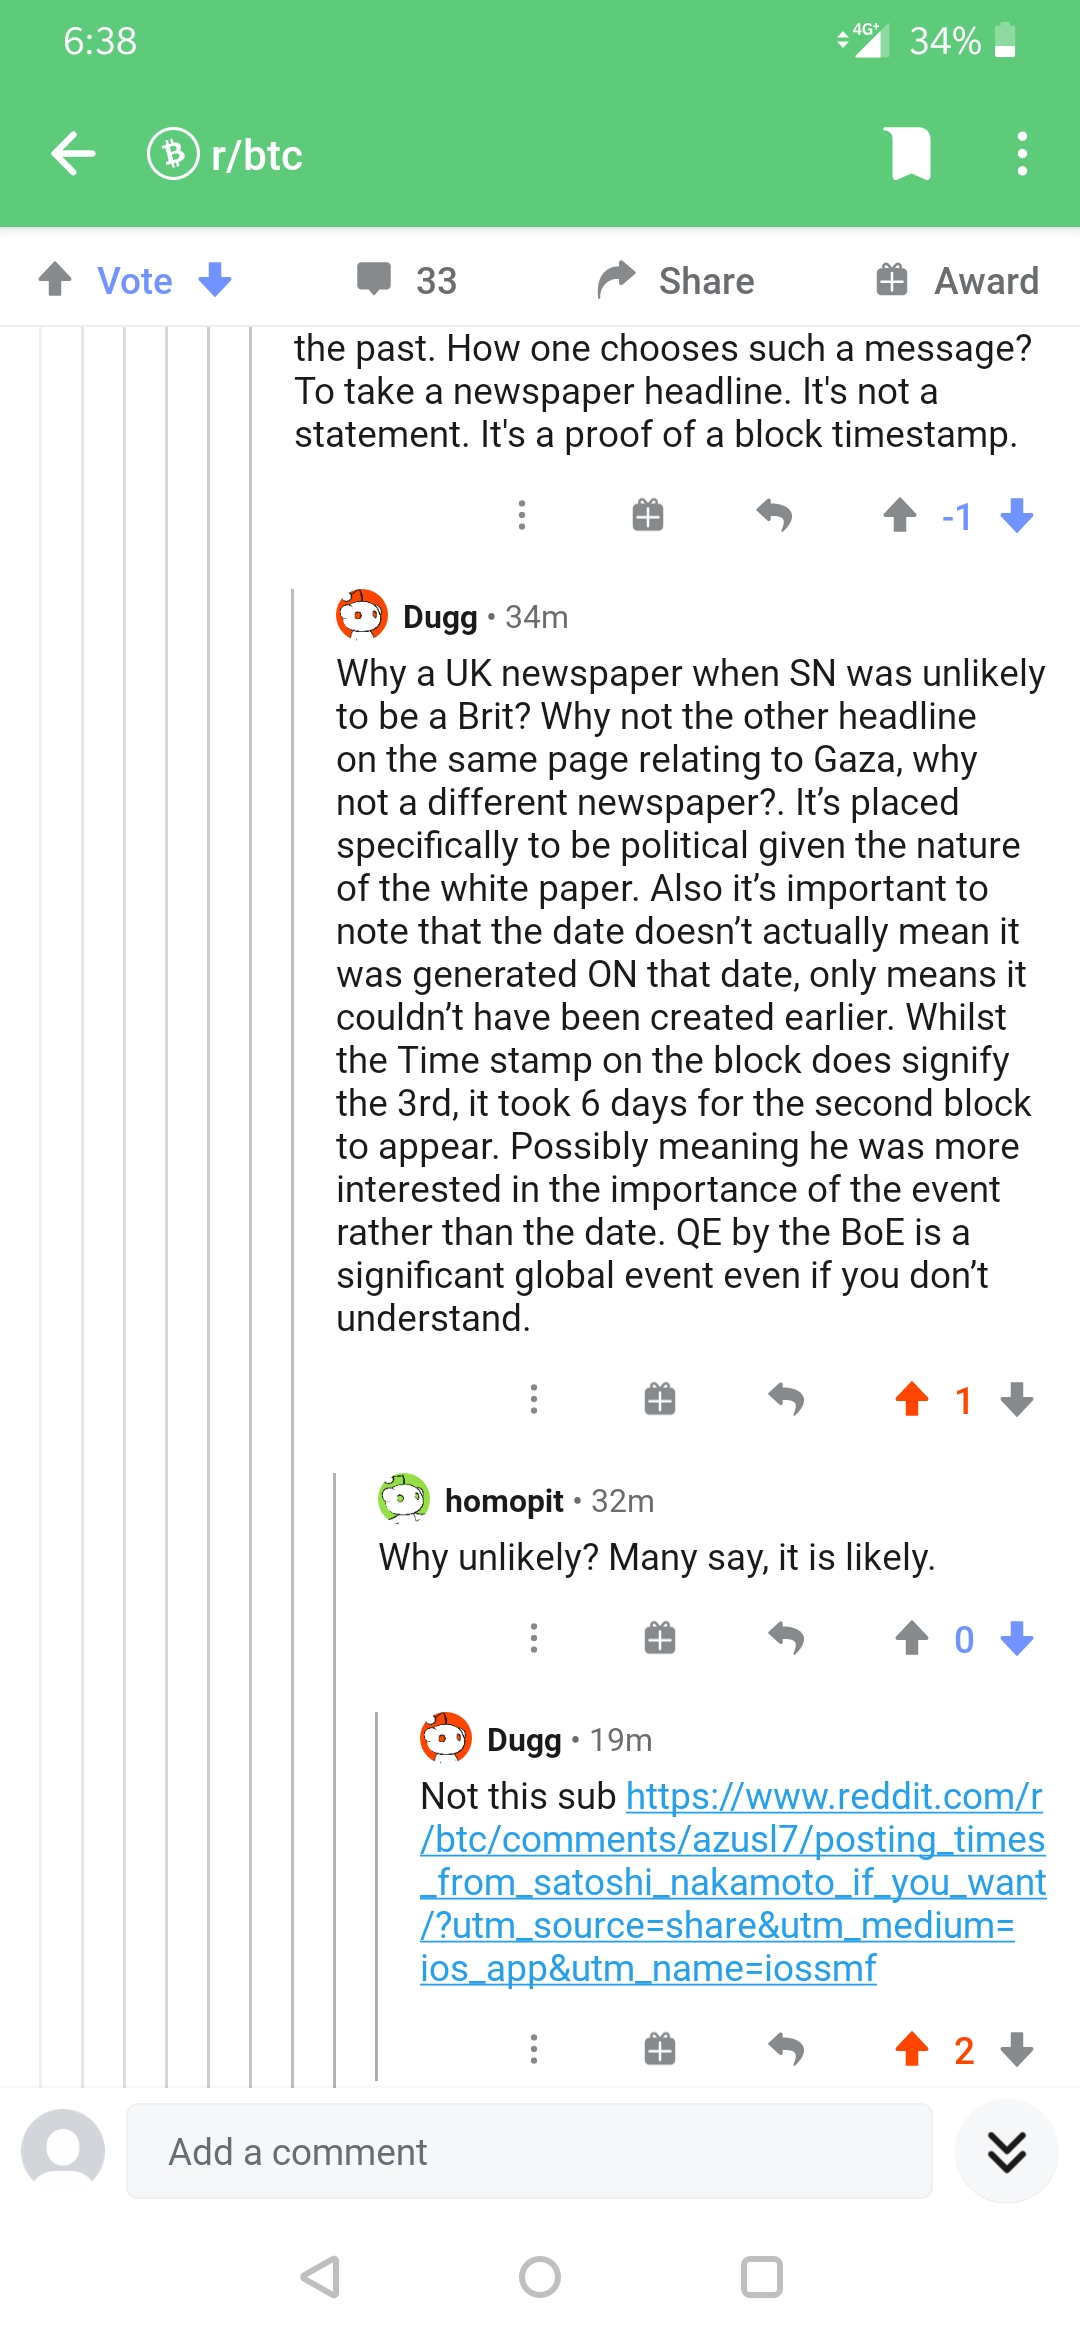 6:38
4G+ 34%
r/btc
Vote 33 Share Award
the past. How one chooses such a message?
To take a newspaper headline. It's not a
statement. It's a proof of a block timestamp.
-1
Dugg • 34m
Why a UK newspaper when SN was unlikely
to be a Brit? Why not the other headline
on the same page relating to Gaza, why
not a different newspaper?. It’s placed
specifically to be political given the nature
of the white paper. Also it’s important to
note that the date doesn’t actually mean it
was generated ON that date, only means it
couldn’t have been created earlier. Whilst
the Time stamp on the block does signify
the 3rd, it took 6 days for the second block
to appear. Possibly meaning he was more
interested in the importance of the event
rather than the date. QE by the BoE is a
significant global event even if you don’t
understand.
1
homopit • 32m
Why unlikely? Many say, it is likely.
0
Dugg • 19m
Not this sub https://www.reddit.com/r
/btc/comments/azusl7/posting_times
_from_satoshi_nakamoto_if_you_want
/?utm_source=share&utm_medium=
ios_app&utm_name=iossmf
2
Add a comment